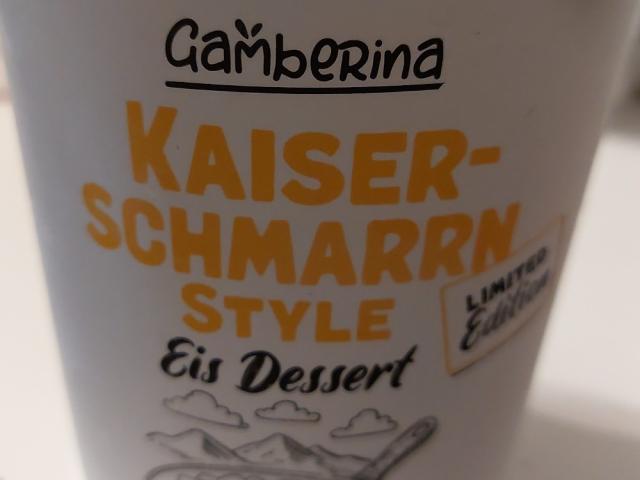 Gamberina
KAISER-
SCHMARRN
STYLE
LIMITED
Edition
Eis Dessert